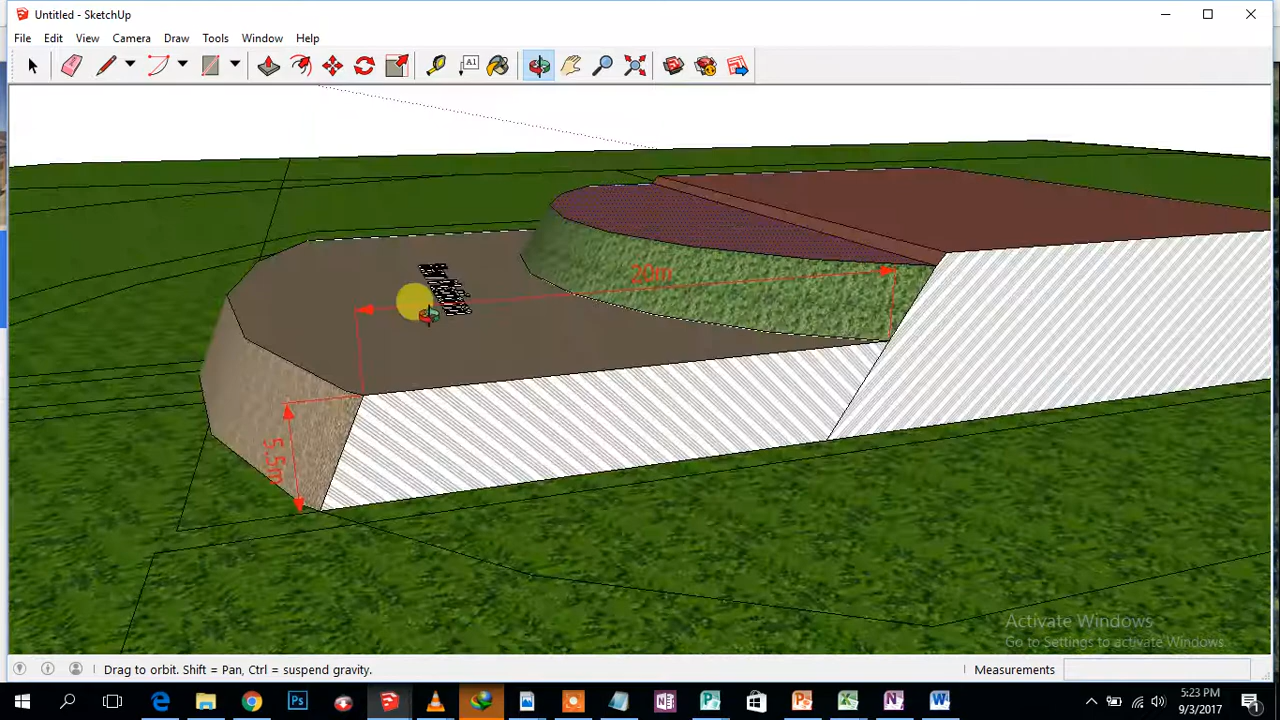 Untitled - SketchUp
File Edit View Camera Draw Tools Window Help
A1
20m
5.5m
Activate Windows
Go to Settings to activate Windows.
Drag to orbit. Shift = Pan, Ctrl = suspend gravity.
Measurements
5:23 PM
9/3/2017